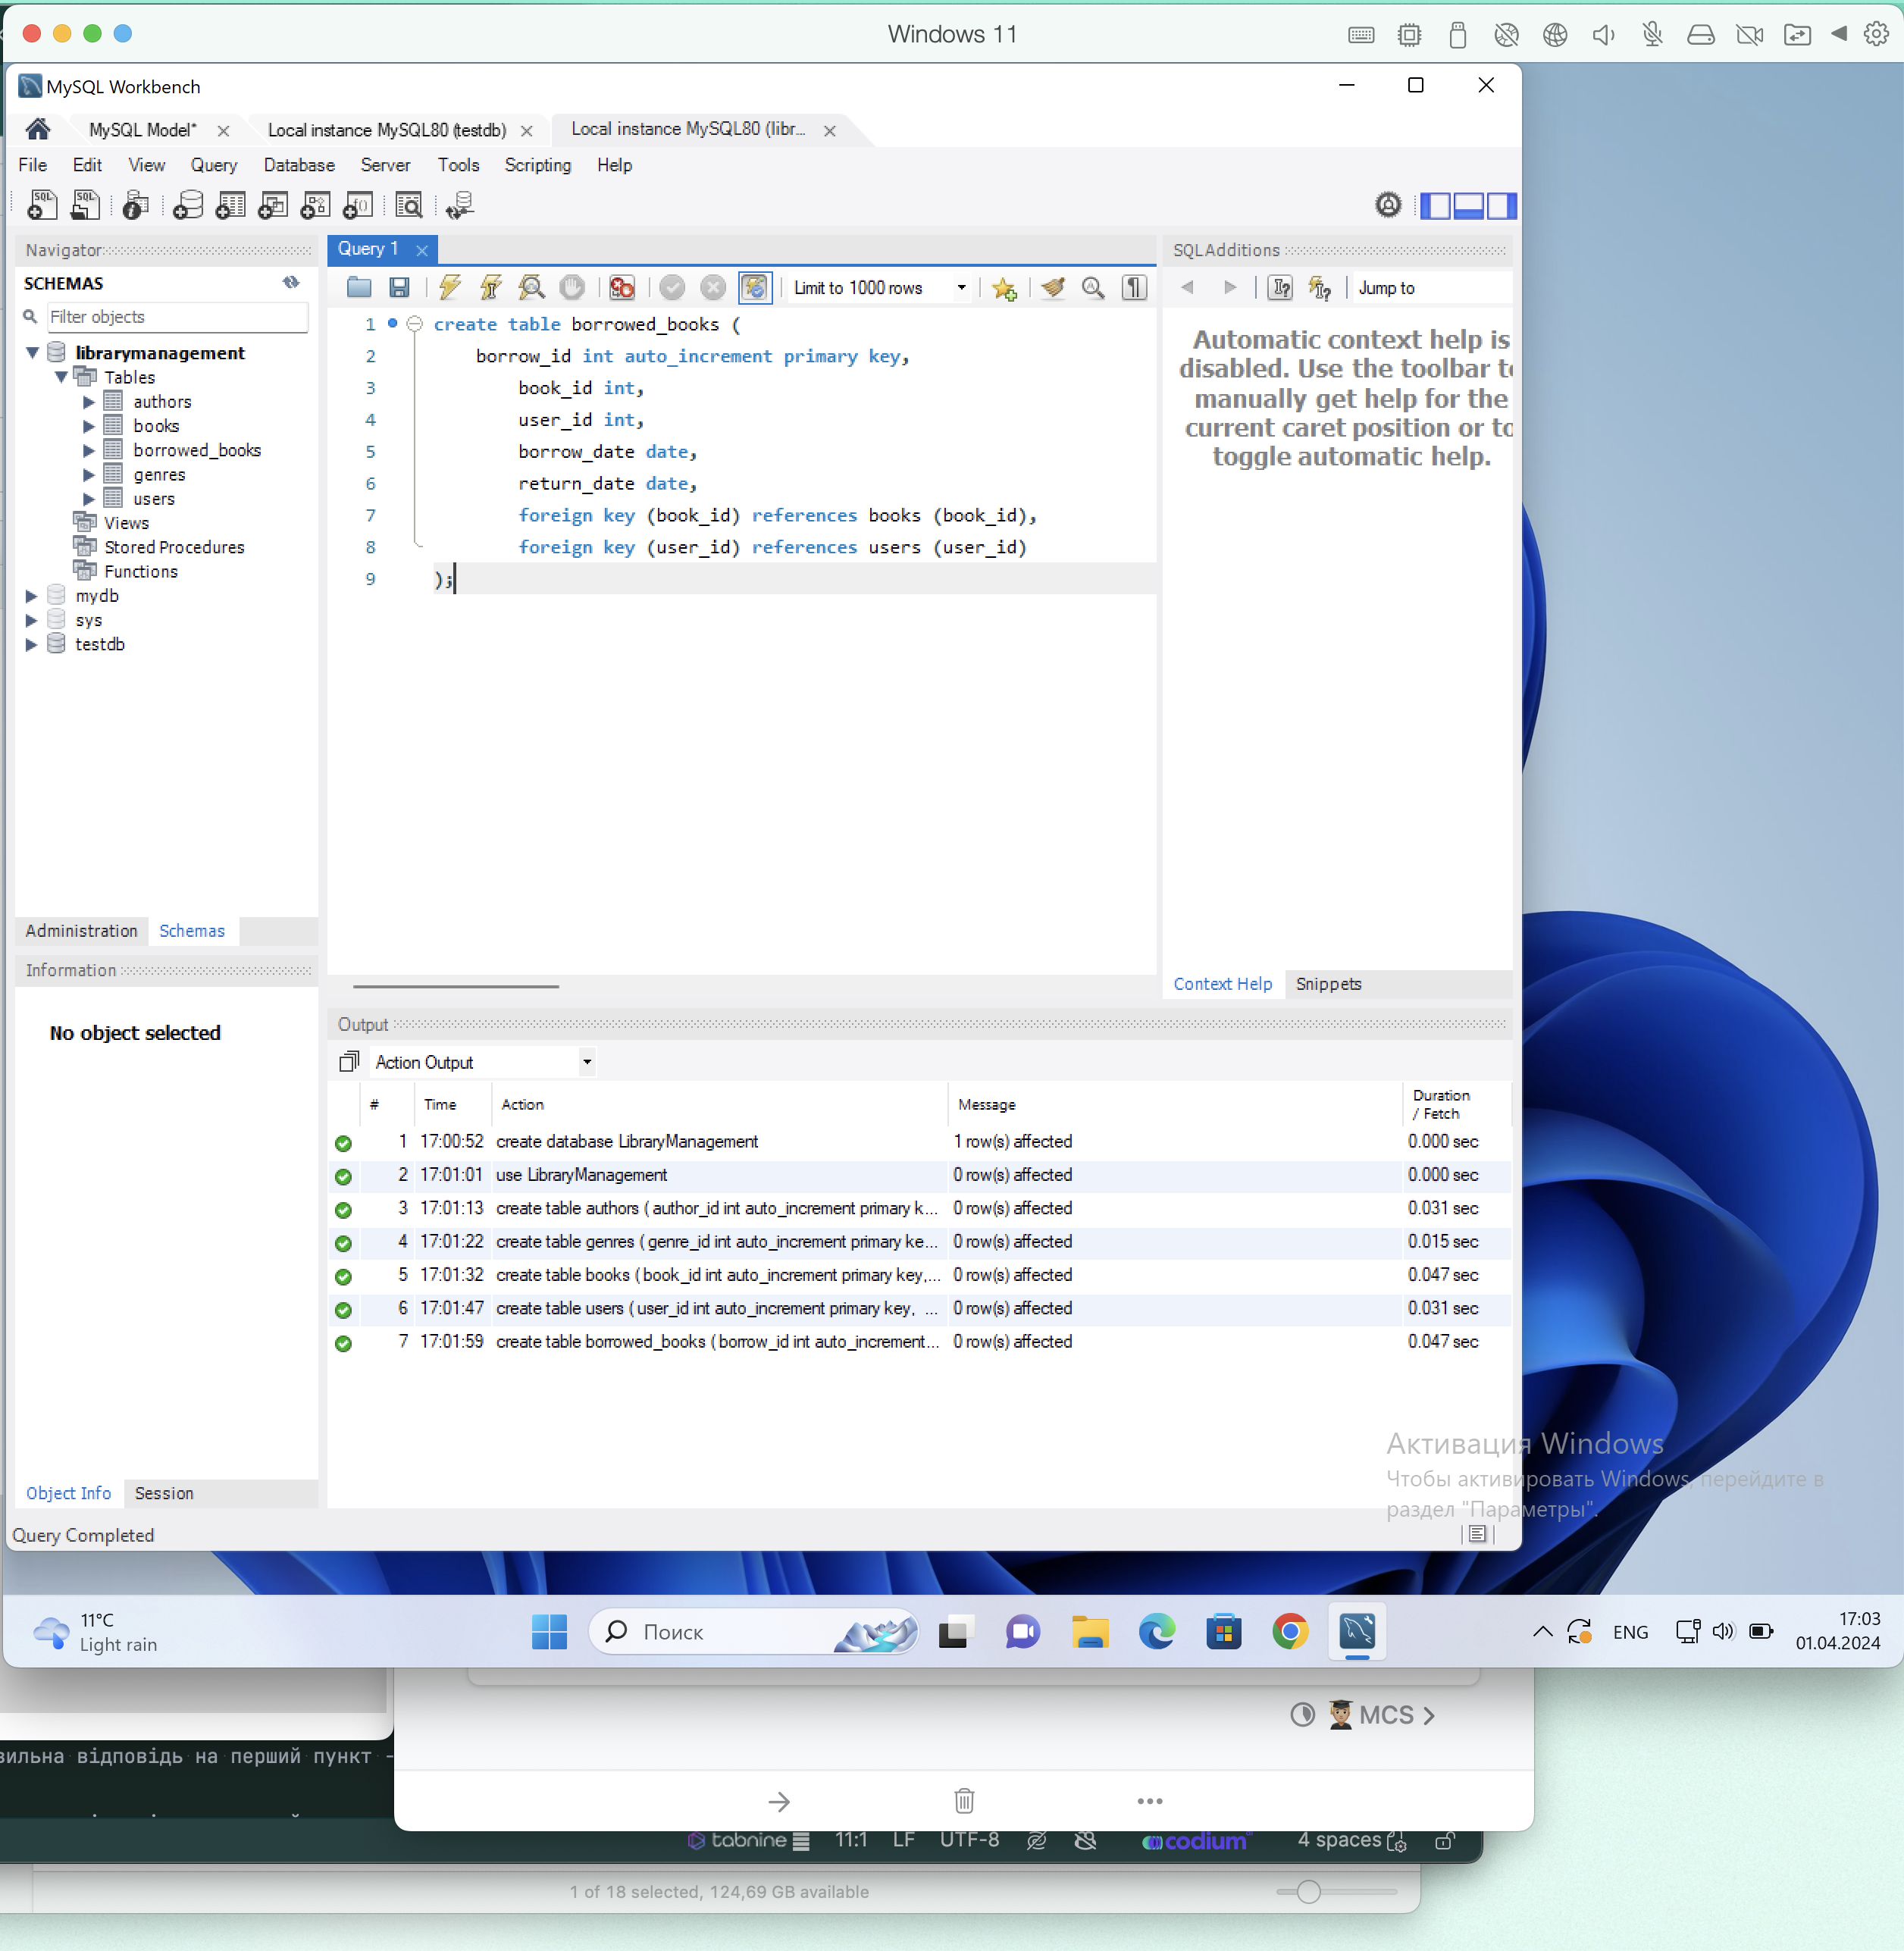 Windows 11
MySQL Workbench
MySQL Model*
Local instance MySQL80 (testdb)
Local instance MySQL80 (libr...
File Edit View Query Database Server Tools Scripting Help
Navigator
SCHEMAS
Filter objects
librarymanagement
Tables
authors
books
borrowed_books
genres
users
Views
Stored Procedures
Functions
mydb
sys
testdb
Administration Schemas
Information
No object selected
Object Info Session
Query 1
Limit to 1000 rows
1 create table borrowed_books (
2 borrow_id int auto_increment primary key,
3 book_id int,
4 user_id int,
5 borrow_date date,
6 return_date date,
7 foreign key (book_id) references books (book_id),
8 foreign key (user_id) references users (user_id)
9 );
SQLAdditions
Jump to
Automatic context help is
disabled. Use the toolbar to
manually get help for the
current caret position or to
toggle automatic help.
Context Help Snippets
Output
Action Output
# Time Action Message Duration / Fetch
1 17:00:52 create database LibraryManagement 1 row(s) affected 0.000 sec
2 17:01:01 use LibraryManagement 0 row(s) affected 0.000 sec
3 17:01:13 create table authors ( author_id int auto_increment primary k... 0 row(s) affected 0.031 sec
4 17:01:22 create table genres ( genre_id int auto_increment primary ke... 0 row(s) affected 0.015 sec
5 17:01:32 create table books ( book_id int auto_increment primary key,... 0 row(s) affected 0.047 sec
6 17:01:47 create table users ( user_id int auto_increment primary key, ... 0 row(s) affected 0.031 sec
7 17:01:59 create table borrowed_books ( borrow_id int auto_increment... 0 row(s) affected 0.047 sec
Активация Windows
Чтобы активировать Windows, перейдите в
раздел "Параметры".
Query Completed
11°C
Light rain
Поиск
ENG
17:03
01.04.2024
MCS
відповідь на перший пункт -
tabnine 11:1 LF UTF-8 codium 4 spaces
1 of 18 selected, 124,69 GB available